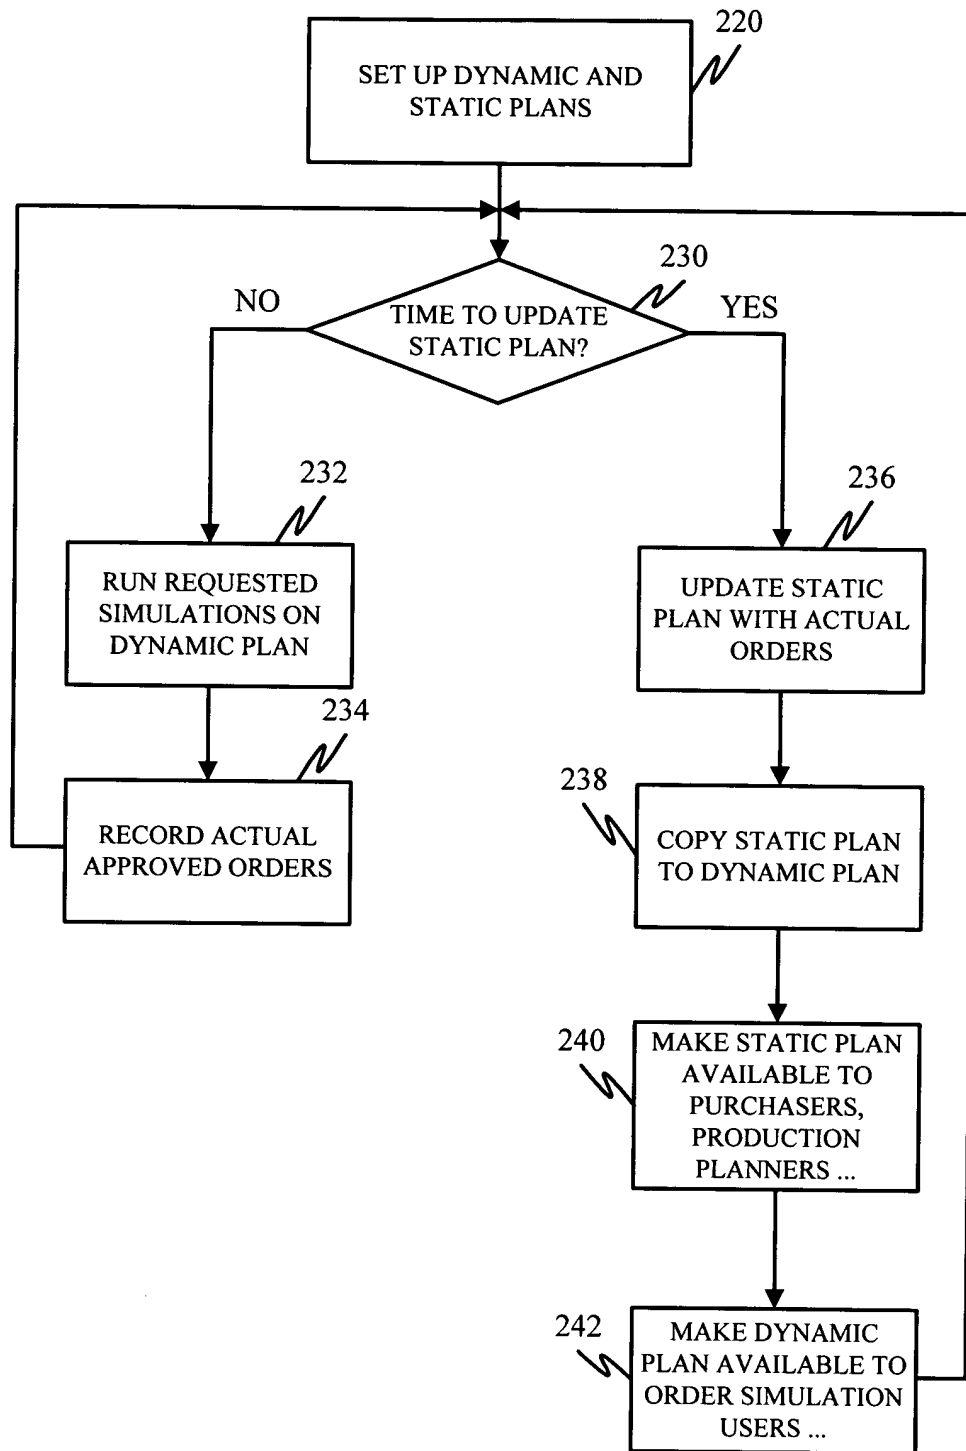 220
SET UP DYNAMIC AND
STATIC PLANS
230
NO
YES
TIME TO UPDATE
STATIC PLAN?
232
RUN REQUESTED
SIMULATIONS ON
DYNAMIC PLAN
234
RECORD ACTUAL
APPROVED ORDERS
236
UPDATE STATIC
PLAN WITH ACTUAL
ORDERS
238
COPY STATIC PLAN
TO DYNAMIC PLAN
240
MAKE STATIC PLAN
AVAILABLE TO
PURCHASERS,
PRODUCTION
PLANNERS ...
242
MAKE DYNAMIC
PLAN AVAILABLE TO
ORDER SIMULATION
USERS ...